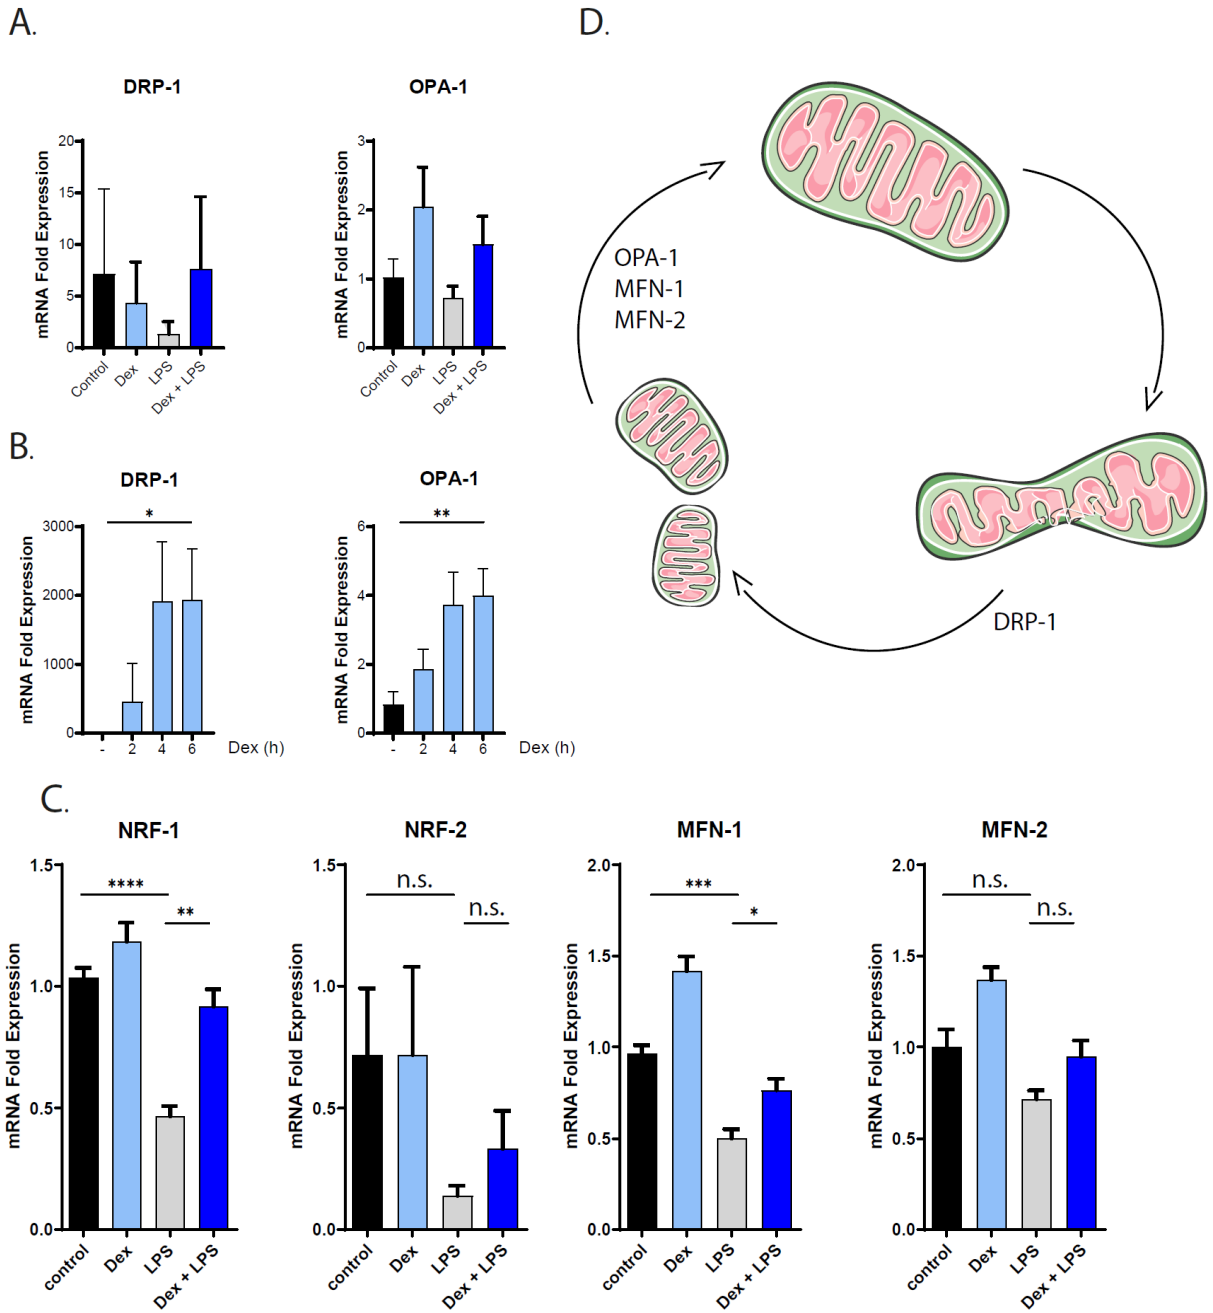 A.
DRP-1
mRNA Fold Expression
20
15
10
5
0
Control
Dex
LPS
Dex + LPS
OPA-1
mRNA Fold Expression
3
2
1
0
Control
Dex
LPS
Dex + LPS
B.
DRP-1
mRNA Fold Expression
3000
2000
1000
0
*
-
2
4
6
Dex (h)
OPA-1
mRNA Fold Expression
6
4
2
0
**
-
2
4
6
Dex (h)
C.
NRF-1
mRNA Fold Expression
1.5
1.0
0.5
0.0
****
**
control
Dex
LPS
Dex + LPS
NRF-2
mRNA Fold Expression
1.5
1.0
0.5
0.0
n.s.
n.s.
control
Dex
LPS
Dex + LPS
MFN-1
mRNA Fold Expression
2.0
1.5
1.0
0.5
0.0
***
*
control
Dex
LPS
Dex + LPS
MFN-2
mRNA Fold Expression
2.0
1.5
1.0
0.5
0.0
n.s.
n.s.
control
Dex
LPS
Dex + LPS
D.
OPA-1
MFN-1
MFN-2
DRP-1